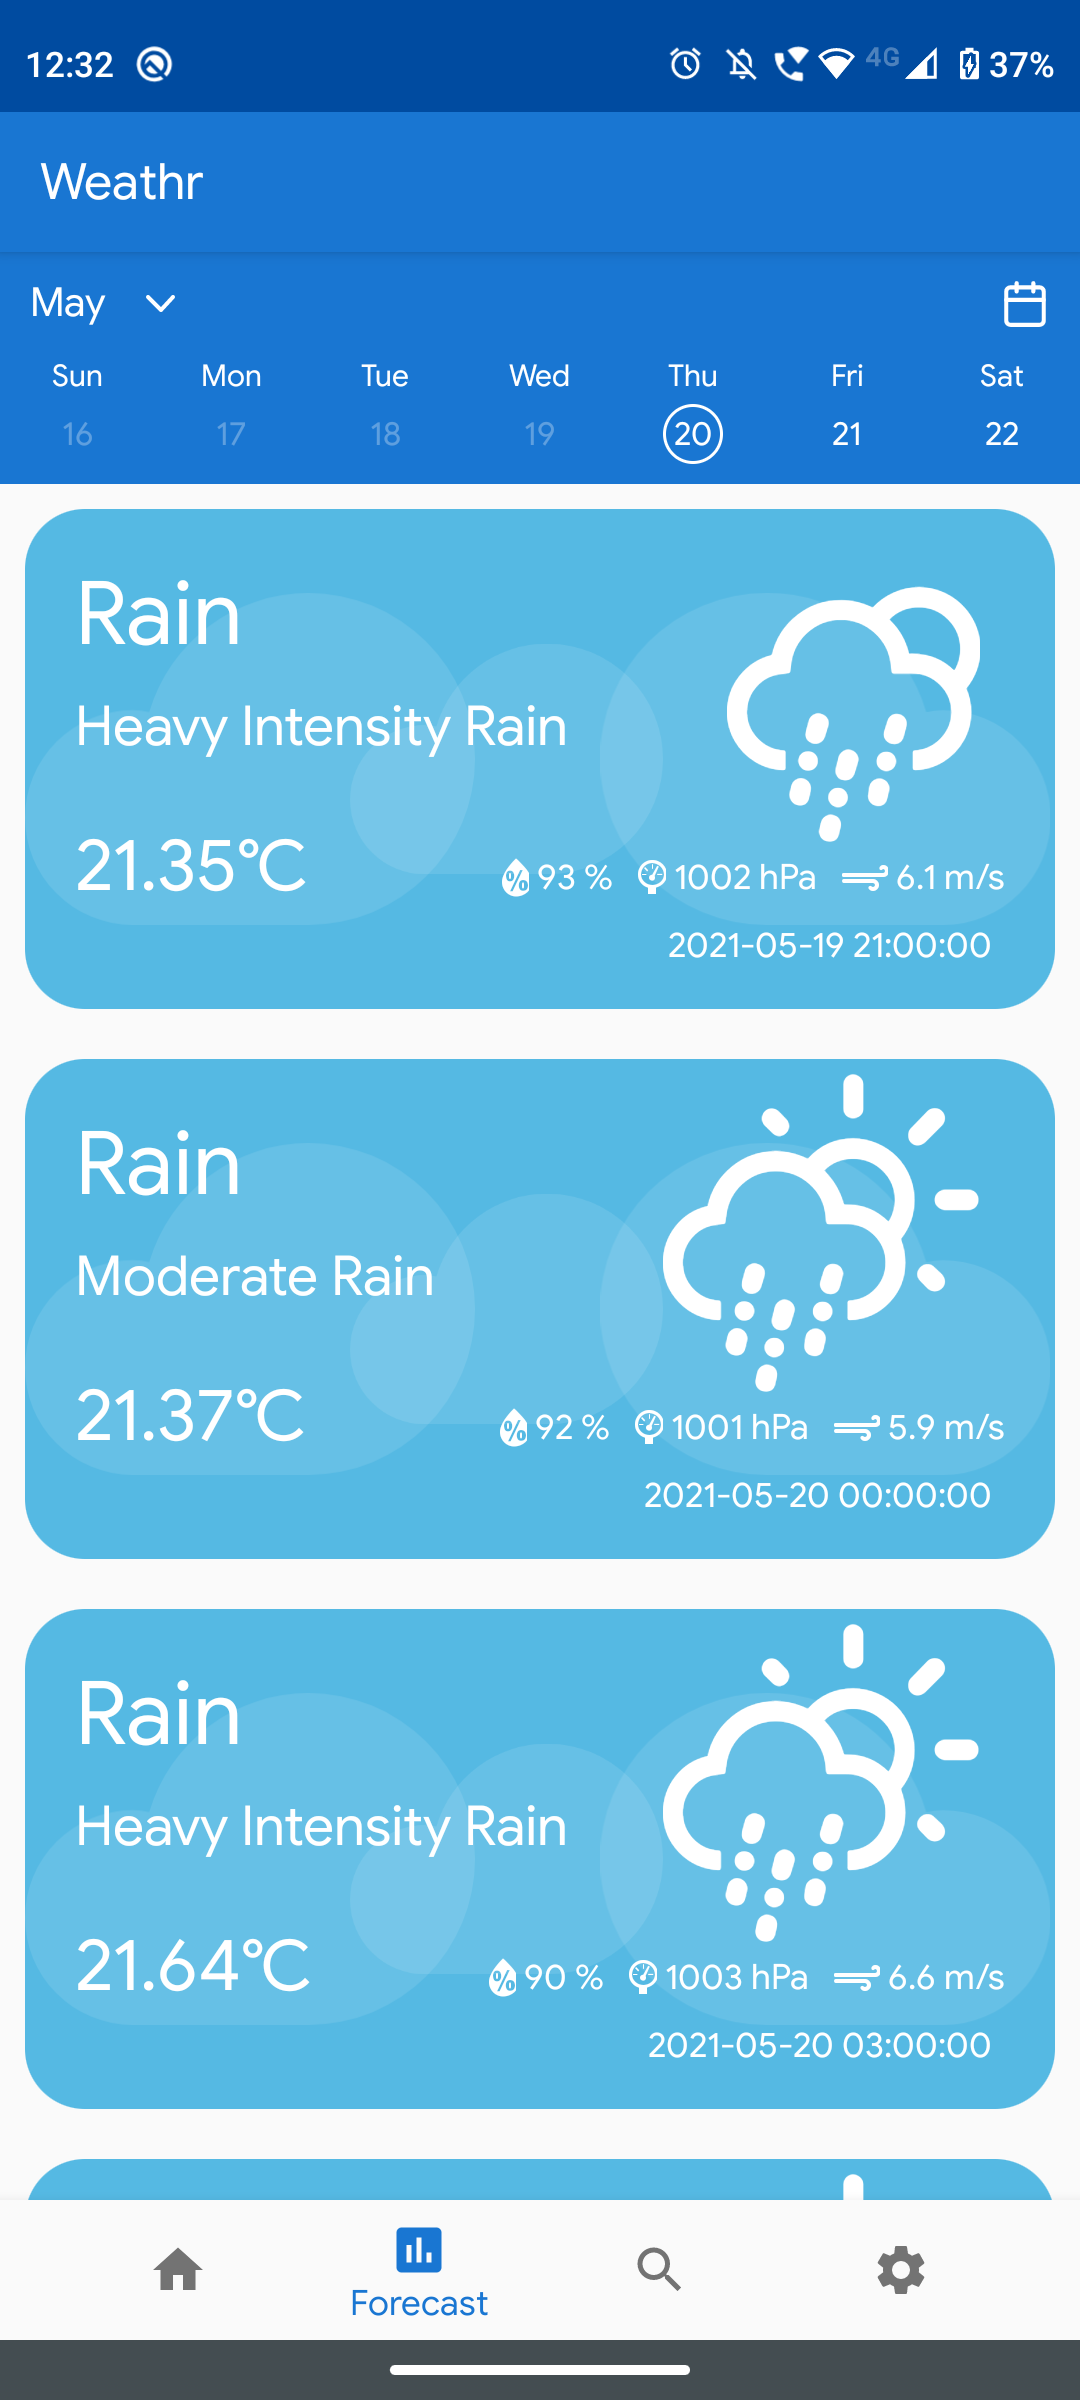 12:32 4G 37%
Weathr
May
Sun Mon Tue Wed Thu Fri Sat
16 17 18 19 20 21 22
Rain
Heavy Intensity Rain
21.35°C
% 93 % 1002 hPa 6.1 m/s
2021-05-19 21:00:00
Rain
Moderate Rain
21.37°C
% 92 % 1001 hPa 5.9 m/s
2021-05-20 00:00:00
Rain
Heavy Intensity Rain
21.64°C
% 90 % 1003 hPa 6.6 m/s
2021-05-20 03:00:00
Forecast